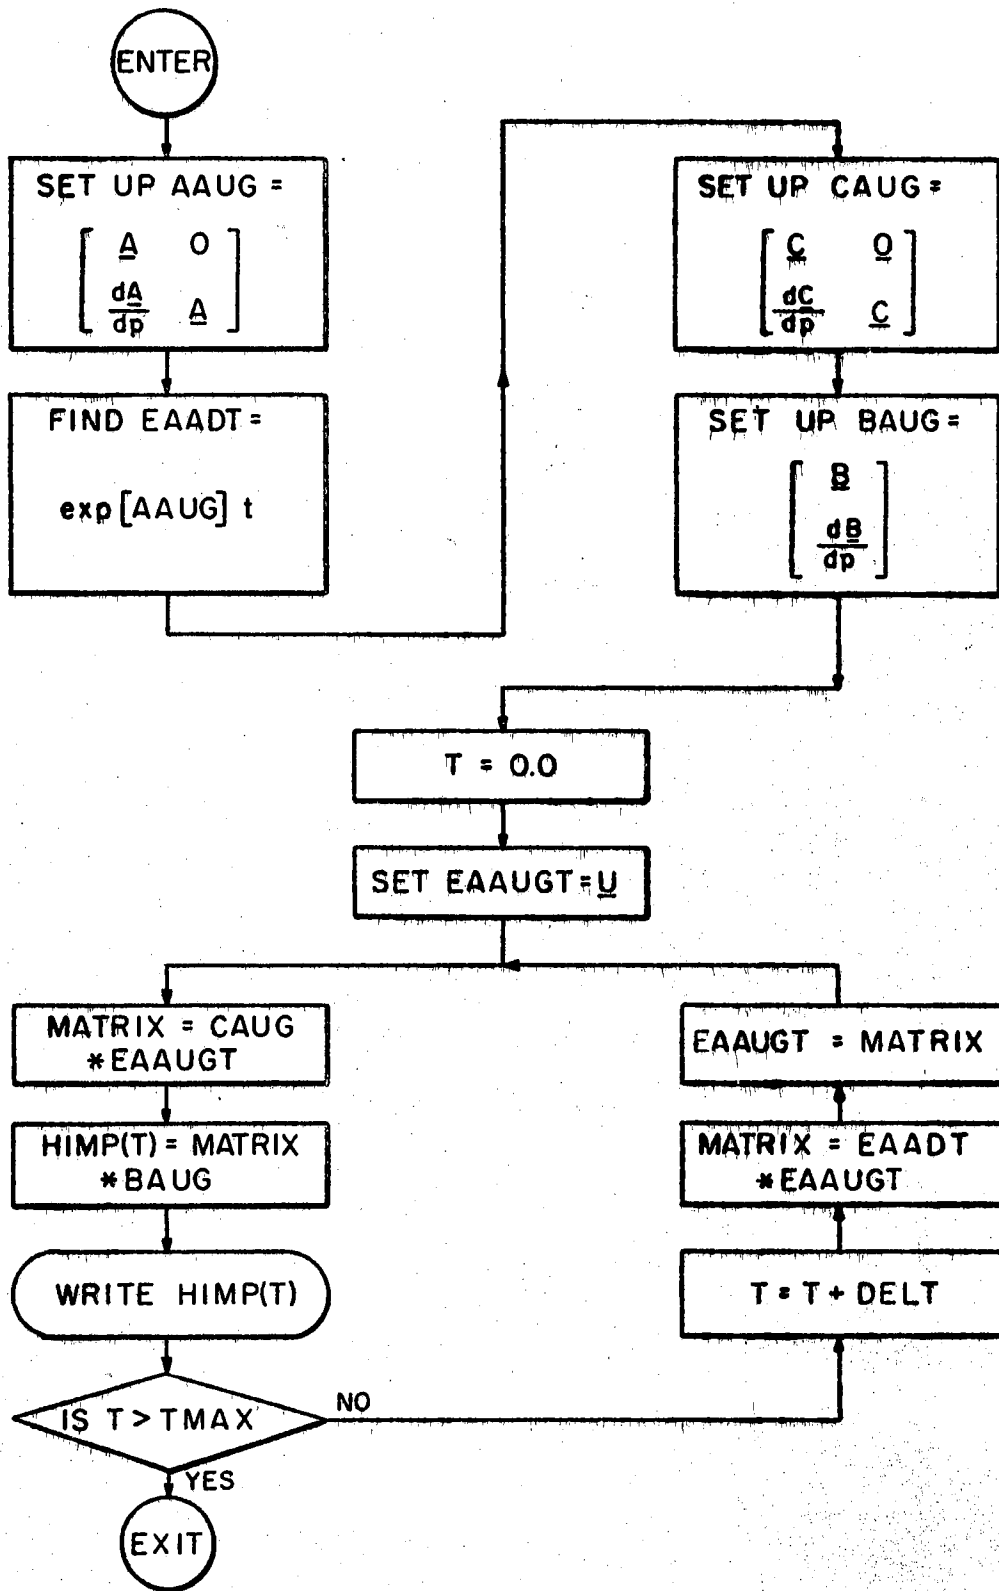 ENTER
SET UP AAUG =
A 0
dA/dp A
FIND EAADT =
exp [AAUG] t
SET UP CAUG =
C 0
dC/dp C
SET UP BAUG =
B
dB/dp
T = 0.0
SET EAAUGT = U
MATRIX = CAUG
*EAAUGT
HIMP(T) = MATRIX
*BAUG
WRITE HIMP(T)
IS T > TMAX
NO
YES
EXIT
T = T + DELT
MATRIX = EAADT
*EAAUGT
EAAUGT = MATRIX